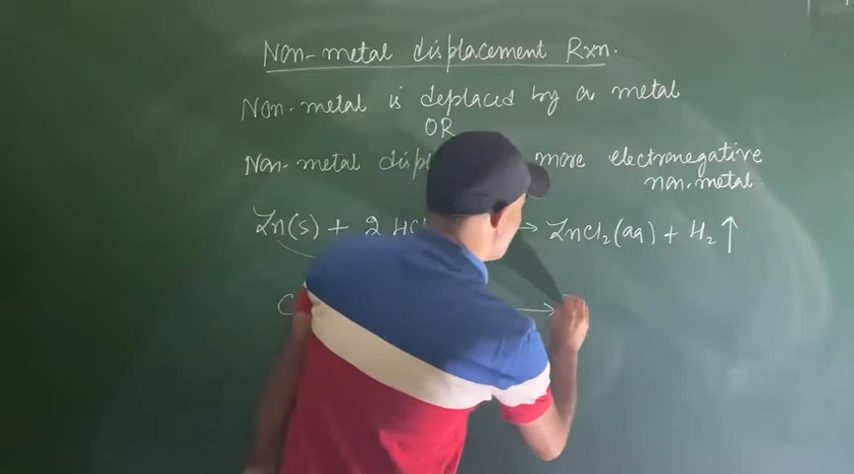 Non-metal displacement Rxn.
Non-metal is deplaced by a metal
OR
Non-metal more electronegative
non-metal.
Zn(s) + 2 → ZnCl₂(aq) + H₂↑
C →